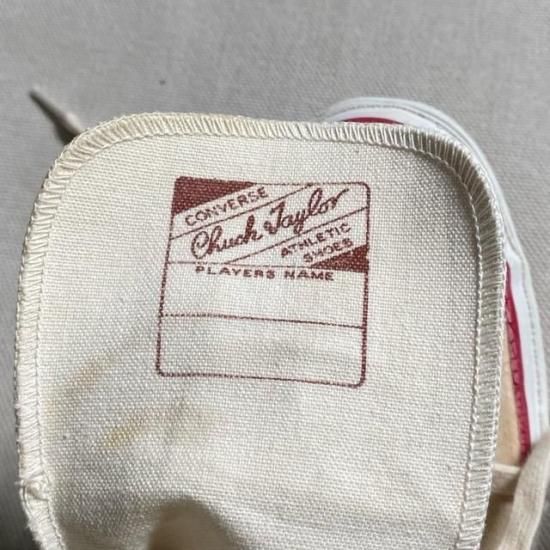 CONVERSE
Chuck Taylor
ATHLETIC
SHOES
PLAYERS NAME